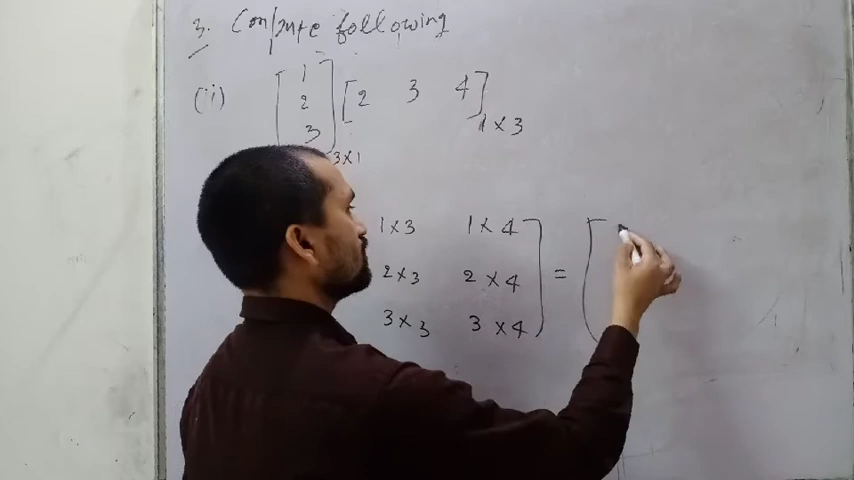 3. Compute following
(ii) [1 2 3] 3×1 [2 3 4] 1×3
1×3 1×4
2×3 2×4 = [
3×3 3×4